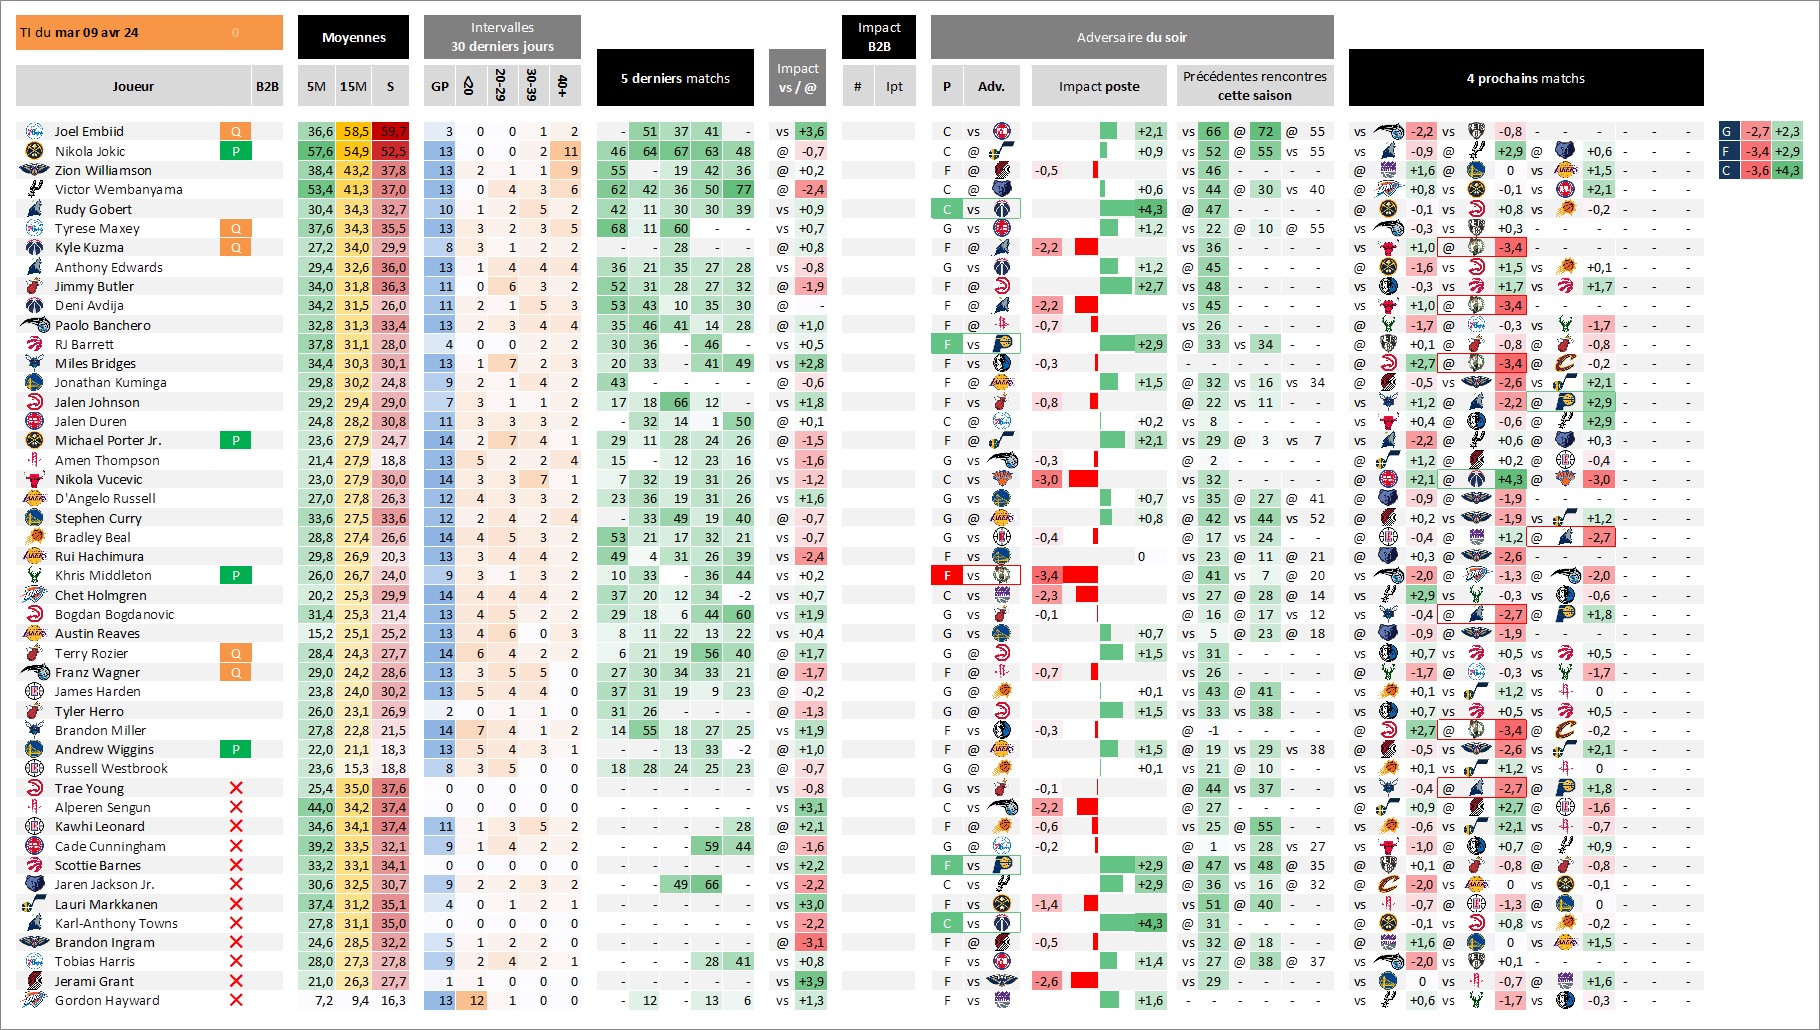 TI du mar 09 avr 24 0
Moyennes
Intervalles
30 derniers jours
5 derniers matchs
Impact
vs / @
Impact
B2B
Adversaire du soir
4 prochains matchs
Joueur B2B 5M 15M S GP <20 20-29 30-39 40+ # Ipt P Adv. Impact poste Précédentes rencontres
cette saison
Joel Embiid Q 36,6 58,5 59,7 3 0 0 1 2 - 51 37 41 - vs +3,6 C vs +2,1 vs 66 @ 72 @ 55 vs -2,2 vs -0,8 - - - - G -2,7 +2,3
Nikola Jokic P 57,6 54,9 52,5 13 0 0 2 11 46 64 67 63 48 @ -0,7 C @ +0,9 vs 52 @ 55 vs 55 vs -0,9 @ +2,9 @ +0,6 - - F -3,4 +2,9
Zion Williamson 38,4 43,2 37,8 13 2 1 1 9 55 - 19 42 36 @ +0,2 F @ -0,5 vs 46 - - - - @ +1,6 @ 0 vs +1,5 - - C -3,6 +4,3
Victor Wembanyama 53,4 41,3 37,0 13 0 4 3 6 62 42 36 50 77 @ -2,4 C @ +0,6 vs 44 @ 30 vs 40 @ +0,8 vs -0,1 vs +2,1 - -
Rudy Gobert 30,4 34,3 32,7 10 1 2 5 2 42 11 30 30 39 vs +0,9 C vs +4,3 @ 47 - - - - @ -0,1 vs +0,8 vs -0,2 - -
Tyrese Maxey Q 37,6 34,3 35,5 13 3 2 3 5 68 11 60 - - vs +0,7 G vs +1,2 vs 22 @ 10 @ 55 vs -0,3 vs +0,3 - - - -
Kyle Kuzma Q 27,2 34,0 29,9 8 3 1 2 2 - - 28 - - @ +0,8 F @ -2,2 vs 36 - - - - vs +1,0 @ -3,4 - - - -
Anthony Edwards 29,4 32,6 36,0 13 1 4 4 4 36 21 35 27 28 vs -0,8 G vs +1,2 @ 45 - - - - @ -1,6 vs +1,5 vs +0,1 - -
Jimmy Butler 34,0 31,8 36,3 11 0 6 3 2 52 31 28 27 32 @ -1,9 F @ +2,7 vs 48 - - - - vs -0,3 vs +1,7 vs +1,7 - -
Deni Avdija 34,2 31,5 26,0 11 2 1 5 3 53 43 10 35 30 @ - F @ -2,2 vs 45 - - - - vs +1,0 @ -3,4 - - - -
Paolo Banchero 32,8 31,3 33,4 13 2 3 4 4 35 46 41 14 28 @ +1,0 F @ -0,7 vs 26 - - - - @ -1,7 @ -0,3 vs -1,7 - -
RJ Barrett 37,8 31,1 28,0 4 0 0 2 2 30 36 - 46 - vs +0,5 F vs +2,9 @ 33 vs 34 - - @ +0,1 @ -0,8 @ -0,8 - -
Miles Bridges 34,4 30,3 30,1 13 1 7 2 3 20 33 - 41 49 vs +2,8 F vs -0,3 - - - - - - @ +2,7 @ -3,4 @ -0,2 - -
Jonathan Kuminga 29,8 30,2 24,8 9 2 1 4 2 43 - - - - @ -0,6 F @ +1,5 @ 32 vs 16 vs 34 @ -0,5 vs -2,6 vs +2,1 - -
Jalen Johnson 29,2 29,4 29,0 7 3 1 1 2 17 18 66 12 - vs +1,8 F vs -0,8 @ 22 vs 11 - - vs +1,2 @ -2,2 @ +2,9 - -
Jalen Duren 24,8 28,2 30,8 11 3 3 3 2 - 32 14 1 50 @ +0,1 C @ +0,2 vs 8 - - - - vs +0,4 @ -0,6 @ +2,9 - -
Michael Porter Jr. P 23,6 27,9 24,7 14 2 7 4 1 29 11 28 24 26 @ -1,5 F @ +2,1 vs 29 @ 3 vs 7 vs -2,2 @ +0,6 @ +0,3 - -
Amen Thompson 21,4 27,9 18,8 13 5 2 2 4 15 - 12 23 16 vs -1,6 G vs -0,3 @ 2 - - - - @ +1,2 @ +0,2 @ -0,4 - -
Nikola Vucevic 23,0 27,9 30,0 14 3 3 7 1 7 32 19 31 26 vs -1,2 C vs -3,0 vs 32 - - - - @ +2,1 @ +4,3 @ -3,0 - -
D'Angelo Russell 27,0 27,8 26,3 12 4 3 3 2 23 36 19 31 26 vs +1,6 G vs +0,7 vs 35 @ 27 @ 41 @ -0,9 @ -1,9 - - - -
Stephen Curry 33,6 27,5 33,6 12 2 4 2 4 - 33 49 19 40 @ -0,7 G @ +0,8 @ 42 vs 44 vs 52 @ +0,2 vs -1,9 vs +1,2 - -
Bradley Beal 28,8 27,4 26,6 14 4 5 3 2 53 21 17 32 21 vs -0,7 G vs -0,4 @ 17 vs 24 - - @ -0,4 @ +1,2 @ -2,7 - -
Rui Hachimura 29,8 26,9 20,3 13 3 4 4 2 49 4 31 26 39 vs -2,4 F vs 0 vs 23 @ 11 @ 21 @ +0,3 @ -2,6 - - - -
Khris Middleton P 26,0 26,7 24,0 9 3 1 3 2 10 33 - 36 44 vs +0,2 F vs -3,4 @ 41 vs 7 @ 20 vs -2,0 @ -1,3 @ -2,0 - -
Chet Holmgren 20,2 25,3 29,9 14 4 4 4 2 37 20 12 34 -2 vs +0,7 C vs -2,3 vs 27 @ 28 @ 14 vs +2,9 vs -0,3 vs -0,6 - -
Bogdan Bogdanovic 31,4 25,3 21,4 13 4 5 2 2 29 18 6 44 60 vs +1,9 G vs -0,1 @ 16 @ 17 vs 12 vs -0,4 @ -2,7 @ +1,8 - -
Austin Reaves 15,2 25,1 25,2 13 4 6 0 3 8 11 22 13 22 vs +0,4 G vs +0,7 vs 5 @ 23 @ 18 @ -0,9 @ -1,9 - - - -
Terry Rozier Q 28,4 24,3 27,7 14 6 4 2 2 6 21 19 56 40 @ +1,7 G @ +1,5 vs 31 - - - - vs +0,7 vs +0,5 vs +0,5 - -
Franz Wagner Q 29,0 24,2 28,6 13 3 5 5 0 27 30 34 33 21 @ -1,7 F @ -0,7 vs 26 - - - - @ -1,7 @ -0,3 vs -1,7 - -
James Harden 23,8 24,0 30,2 13 5 4 4 0 37 31 19 9 23 @ -0,2 G @ +0,1 vs 43 @ 41 - - vs +0,1 vs +1,2 vs 0 - -
Tyler Herro 26,0 23,1 26,9 2 0 1 1 0 31 26 - - - @ -1,3 G @ +1,5 vs 33 vs 38 - - vs +0,7 vs +0,5 vs +0,5 - -
Brandon Miller 27,8 22,8 21,5 14 7 4 1 2 14 55 18 27 25 vs +1,9 F vs -0,3 @ -1 - - - - @ +2,7 @ -3,4 @ -0,2 - -
Andrew Wiggins P 22,0 21,1 18,3 13 5 4 3 1 - - 13 33 -2 @ +1,0 F @ +1,5 @ 19 vs 29 vs 38 @ -0,5 vs -2,6 vs +2,1 - -
Russell Westbrook 23,6 15,3 18,8 8 3 5 0 0 18 28 24 25 23 @ -0,7 G @ +0,1 vs 21 @ 10 - - vs +0,1 vs +1,2 vs 0 - -
Trae Young 25,4 35,0 37,6 0 0 0 0 0 - - - - - vs -0,8 G vs -0,1 @ 44 vs 37 - - vs -0,4 @ -2,7 @ +1,8 - -
Alperen Sengun 44,0 34,2 37,4 0 0 0 0 0 - - - - - vs +3,1 C vs -2,2 @ 27 - - - - @ +0,9 @ +2,7 @ -1,6 - -
Kawhi Leonard 34,6 34,1 37,4 11 1 3 5 2 - - - - 28 @ +2,1 F @ -0,6 vs 25 @ 55 - - vs -0,6 vs +2,1 vs -0,7 - -
Cade Cunningham 39,2 33,5 32,1 9 1 4 2 2 - - - 59 44 @ -1,6 G @ -0,2 @ 1 vs 28 vs 27 vs -1,0 @ +0,7 @ +0,9 - -
Scottie Barnes 33,2 33,1 34,1 0 0 0 0 0 - - - - - vs +2,2 F vs +2,9 @ 47 vs 48 @ 35 @ +0,1 @ -0,8 @ -0,8 - -
Jaren Jackson Jr. 30,6 32,5 30,7 9 2 2 3 2 - - 49 66 - vs -2,2 C vs +2,9 @ 36 vs 16 @ 32 @ -2,0 vs 0 vs -0,1 - -
Lauri Markkanen 37,4 31,2 35,1 4 0 1 2 1 - - - - - vs +3,0 F vs -1,4 @ 51 vs 40 - - vs -0,7 @ -1,3 @ 0 - -
Karl-Anthony Towns 27,8 31,1 35,0 0 0 0 0 0 - - - - - vs -2,2 C vs +4,3 @ 31 - - - - @ -0,1 vs +0,8 vs -0,2 - -
Brandon Ingram 24,6 28,5 32,2 5 1 2 2 0 - - - - - @ -3,1 F @ -0,5 vs 32 @ 18 - - @ +1,6 @ 0 vs +1,5 - -
Tobias Harris 28,0 27,3 27,8 9 2 4 2 1 - - - 28 41 vs +0,8 F vs +1,4 vs 27 @ 38 @ 37 vs -2,0 vs +0,1 - - - -
Jerami Grant 21,0 26,3 27,7 1 1 0 0 0 - - - - - vs +3,9 F vs -2,6 vs 29 - - - - vs 0 vs -0,7 @ +1,6 - -
Gordon Hayward 7,2 9,4 16,3 13 12 1 0 0 - 12 - 13 6 vs +1,3 F vs +1,6 - - - - - - vs +0,6 vs -1,7 vs -0,3 - -